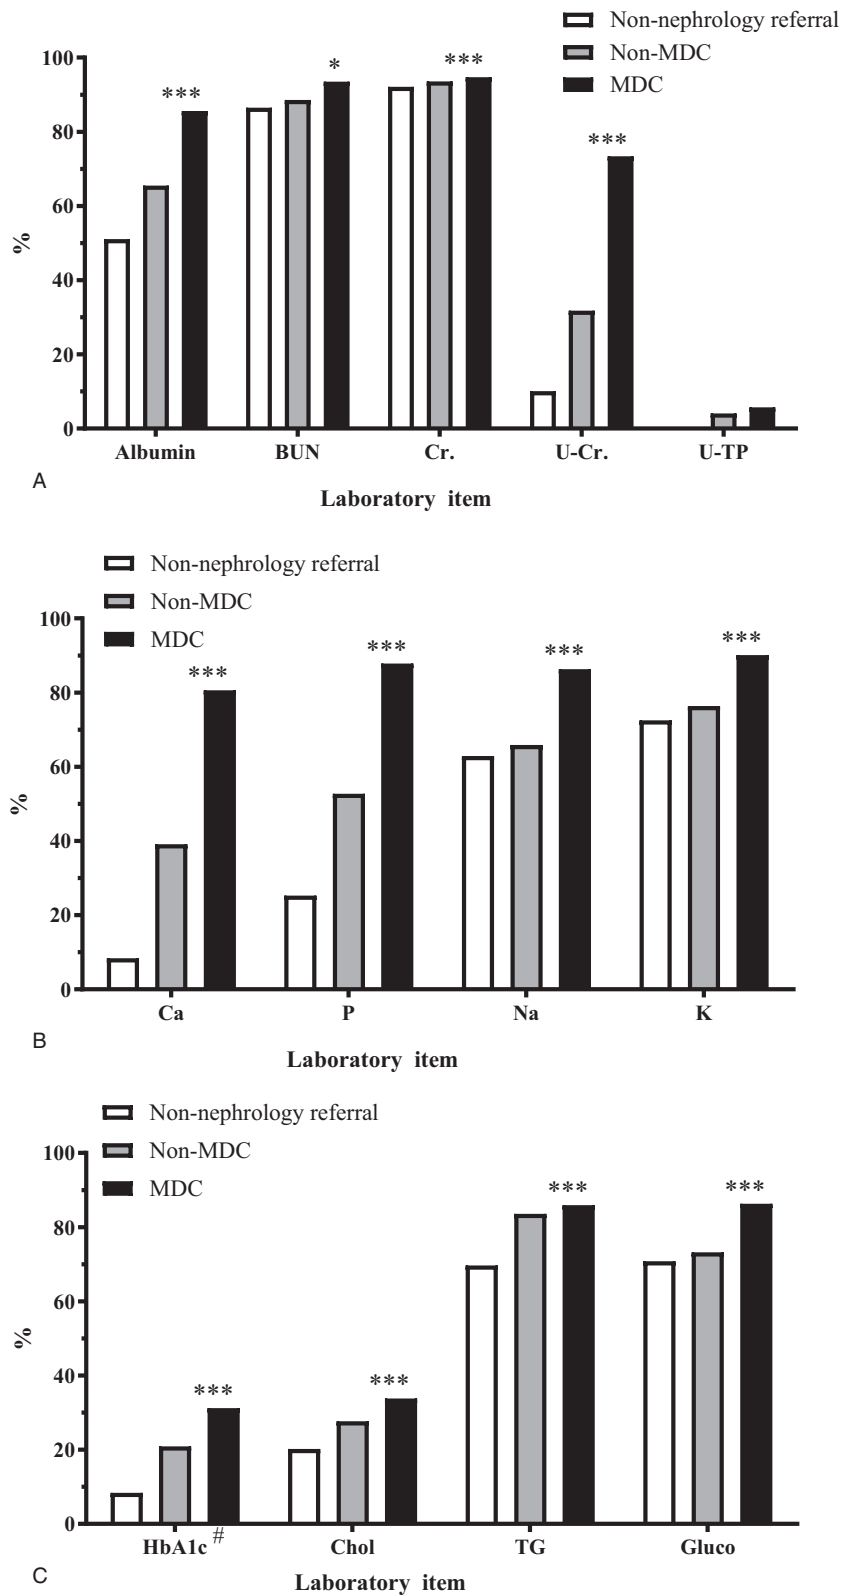 Non-nephrology referral
Non-MDC
MDC
100
80
60
40
20
0
%
***
*
***
***
Albumin BUN Cr. U-Cr. U-TP
A
Laboratory item
Non-nephrology referral
Non-MDC
MDC
100
80
60
40
20
0
%
***
***
***
***
Ca P Na K
B
Laboratory item
Non-nephrology referral
Non-MDC
MDC
100
80
60
40
20
0
%
***
***
***
***
HbA1c # Chol TG Gluco
C
Laboratory item